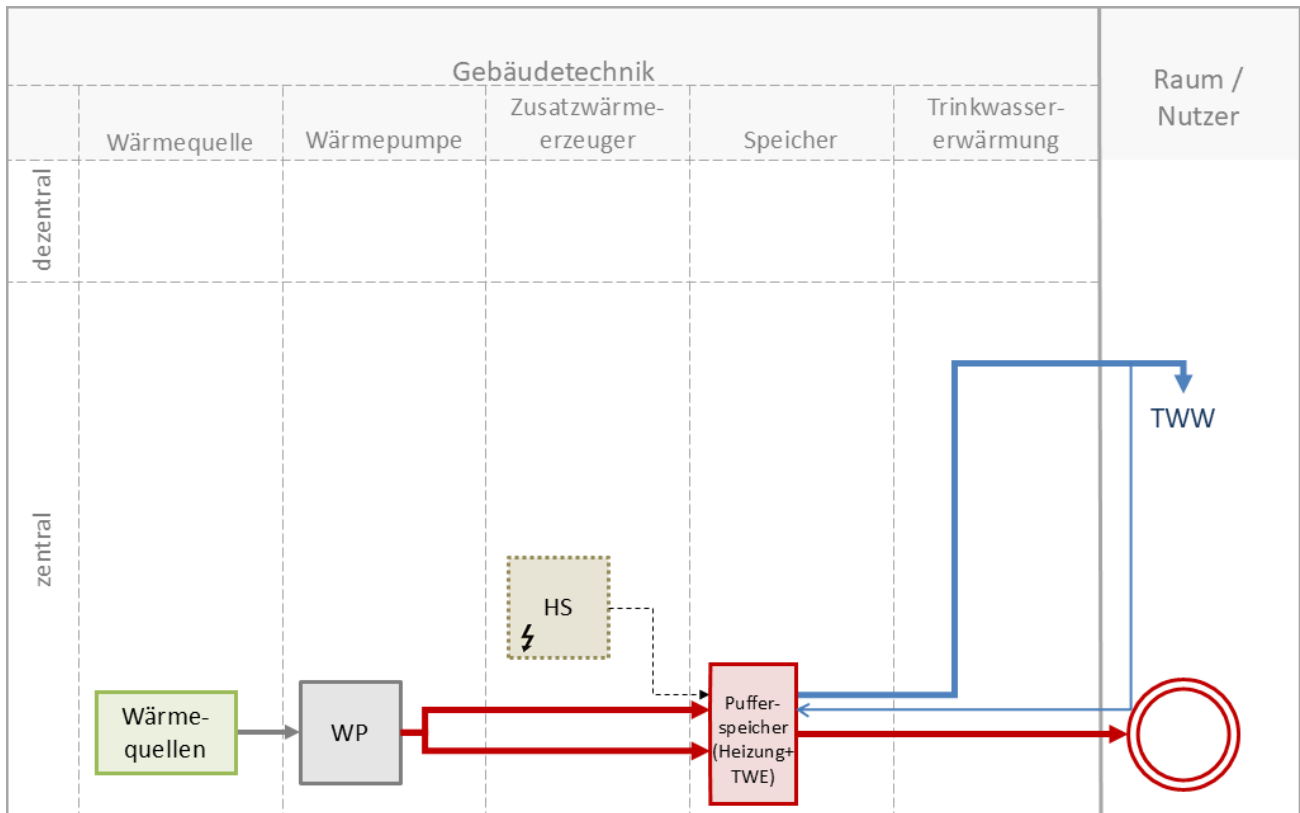 Gebäudetechnik
Raum /
Nutzer
Wärmequelle
Wärmepumpe
Zusatzwärme-
erzeuger
Speicher
Trinkwasser-
erwärmung
dezentral
zentral
TWW
HS
Wärme-
quellen
WP
Puffer-
speicher
(Heizung+
TWE)